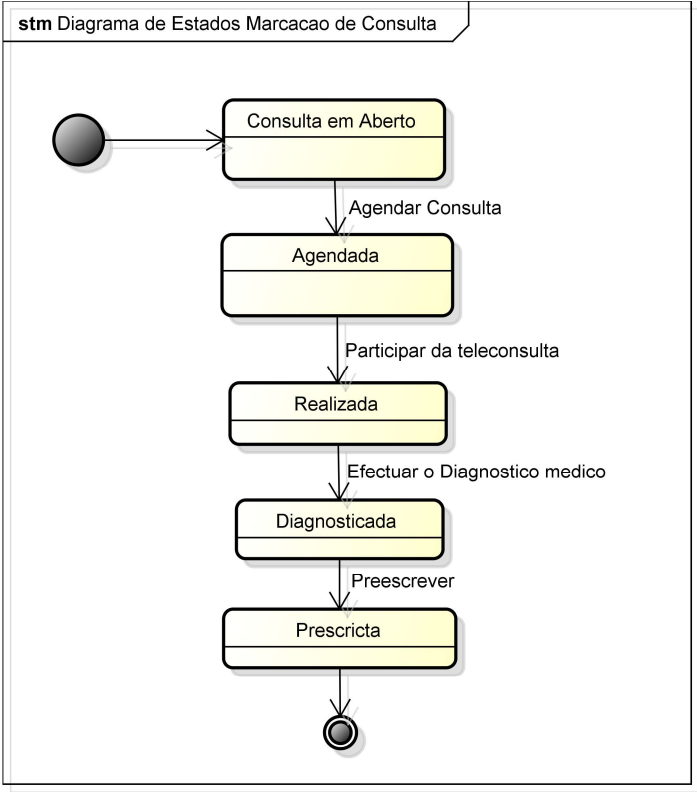 stm Diagrama de Estados Marcacao de Consulta
Consulta em Aberto
Agendar Consulta
Agendada
Participar da teleconsulta
Realizada
Efectuar o Diagnostico medico
Diagnosticada
Preescrever
Prescricta